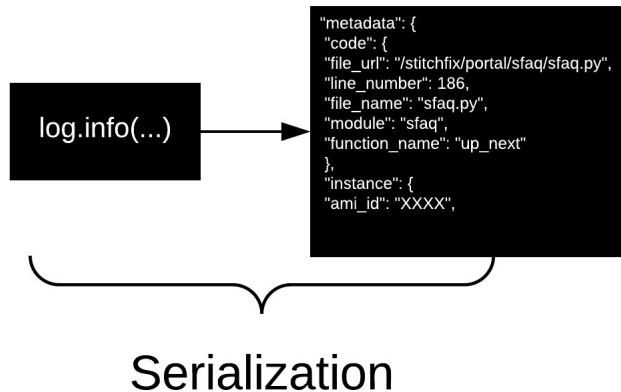 log.info(...)
"metadata": {
"code": {
"file_url": "/stitchfix/portal/sfaq/sfaq.py",
"line_number": 186,
"file_name": "sfaq.py",
"module": "sfaq",
"function_name": "up_next"
},
"instance": {
"ami_id": "XXXX",
Serialization